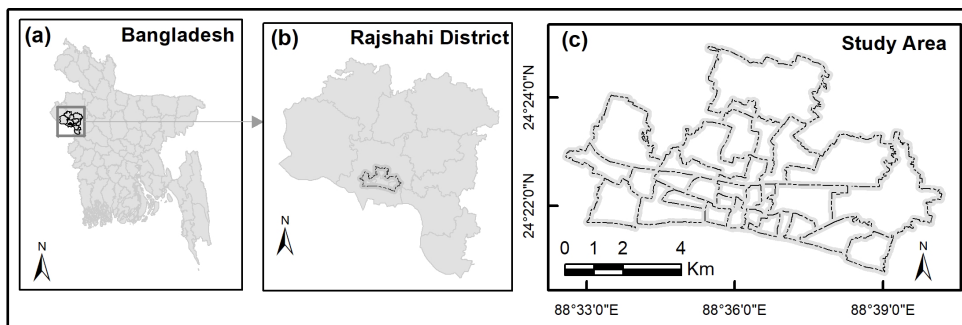 (a) Bangladesh
N
(b) Rajshahi District
N
(c) Study Area
24°24'0"N
24°22'0"N
0 1 2 4
Km
N
88°33'0"E 88°36'0"E 88°39'0"E